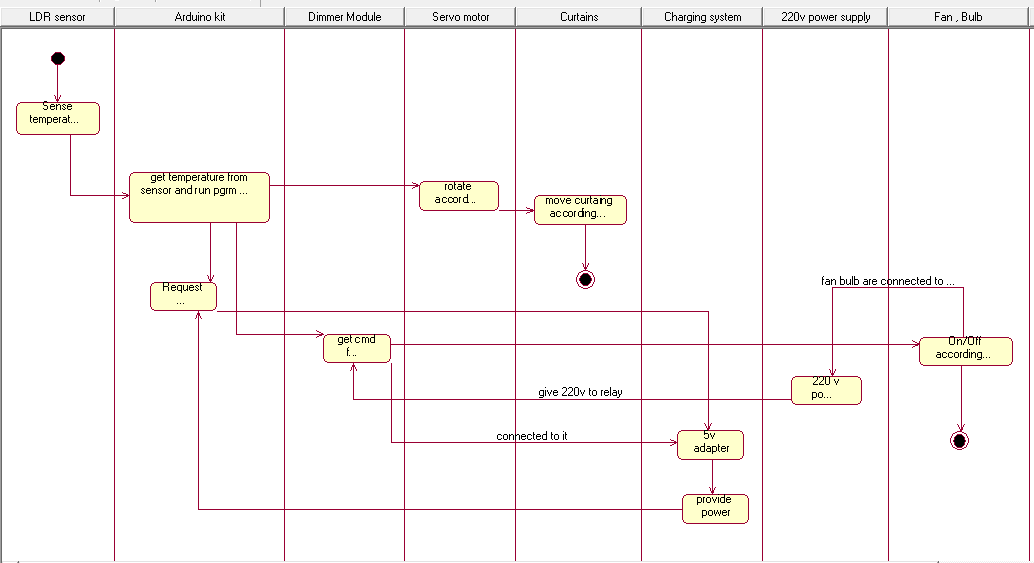 LDR sensor
Arduino kit
Dimmer Module
Servo motor
Curtains
Charging system
220v power supply
Fan , Bulb
Sense
temperat...
get temperature from
sensor and run pgrm ...
rotate
accord...
move curtaing
according...
Request
...
fan bulb are connected to ...
get cmd
f...
On/Off
according...
220 v
po...
give 220v to relay
connected to it
5v
adapter
provide
power